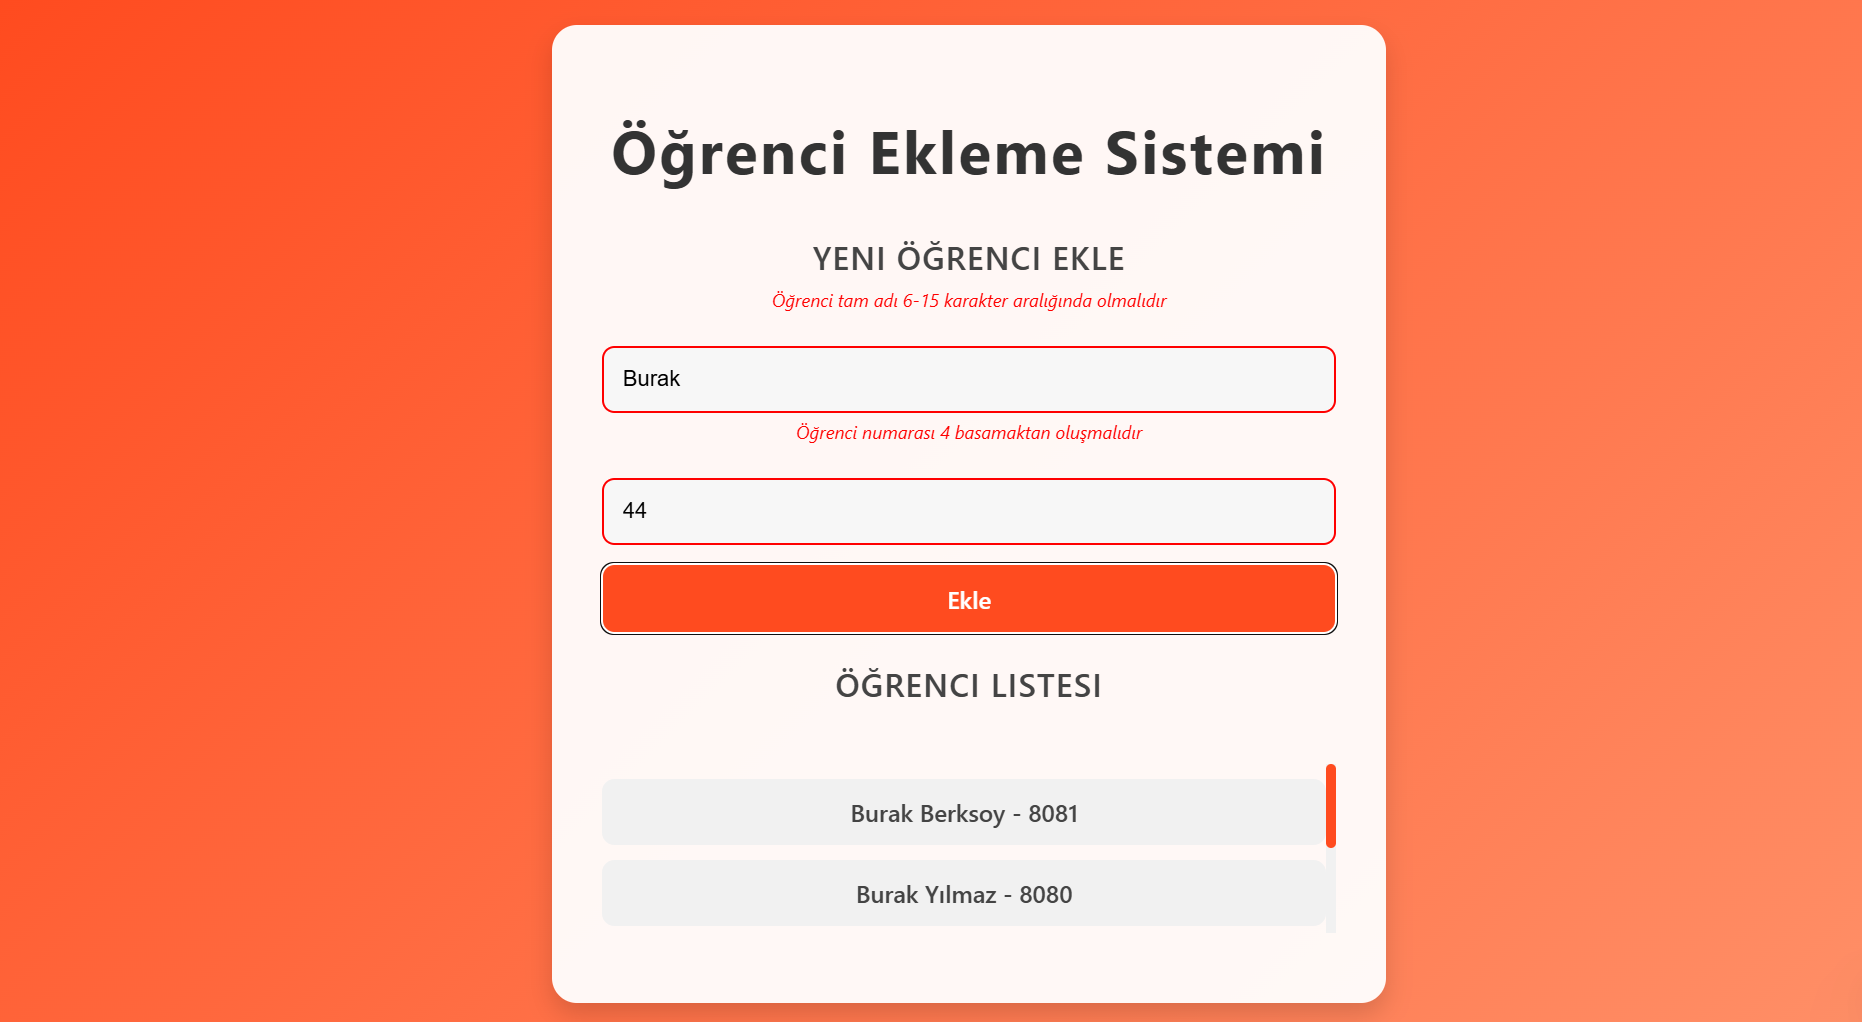 Öğrenci Ekleme Sistemi
YENI ÖĞRENCI EKLE
Öğrenci tam adı 6-15 karakter aralığında olmalıdır
Burak
Öğrenci numarası 4 basamaktan oluşmalıdır
44
Ekle
ÖĞRENCI LISTESI
Burak Berksoy - 8081
Burak Yılmaz - 8080